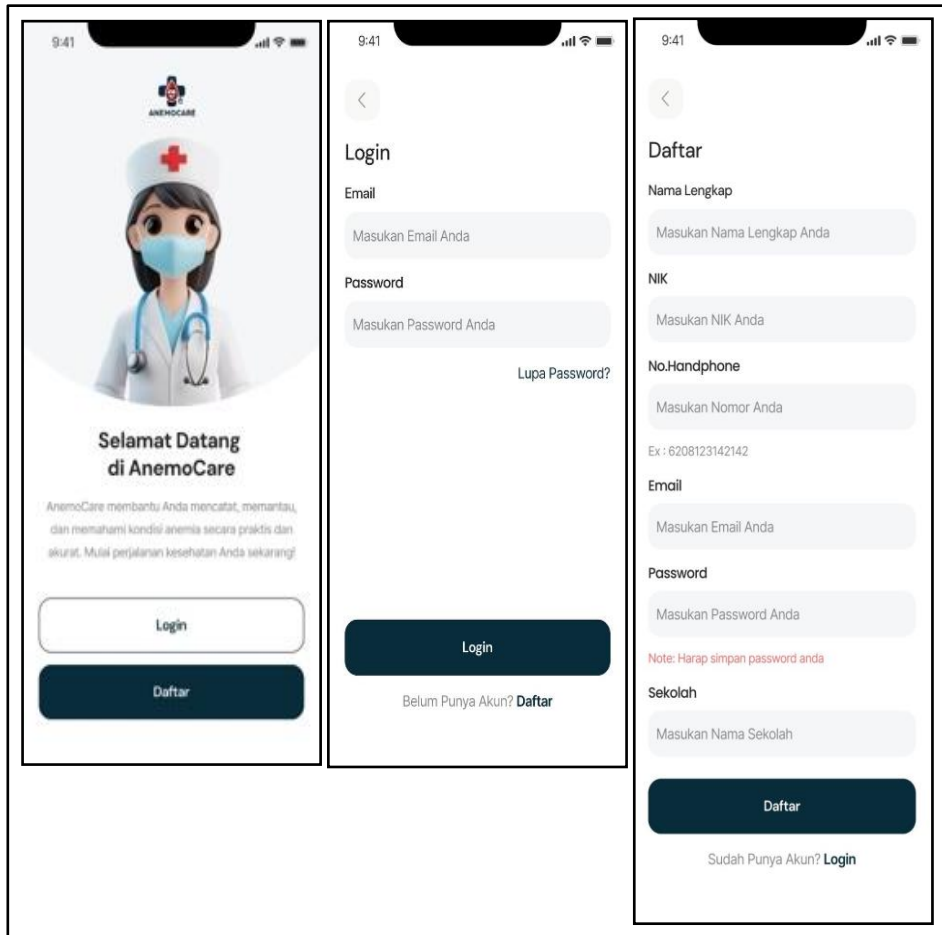 9:41
ANEMOCARE
Selamat Datang
di AnemoCare
AnemoCare membantu Anda mencatat, memantau,
dan memahami kondisi anemia secara praktis dan
akurat. Mulai perjalanan kesehatan Anda sekarang!
Login
Daftar
9:41
Login
Email
Masukan Email Anda
Password
Masukan Password Anda
Lupa Password?
Login
Belum Punya Akun? Daftar
9:41
Daftar
Nama Lengkap
Masukan Nama Lengkap Anda
NIK
Masukan NIK Anda
No.Handphone
Masukan Nomor Anda
Ex : 6208123142142
Email
Masukan Email Anda
Password
Masukan Password Anda
Note: Harap simpan password anda
Sekolah
Masukan Nama Sekolah
Daftar
Sudah Punya Akun? Login